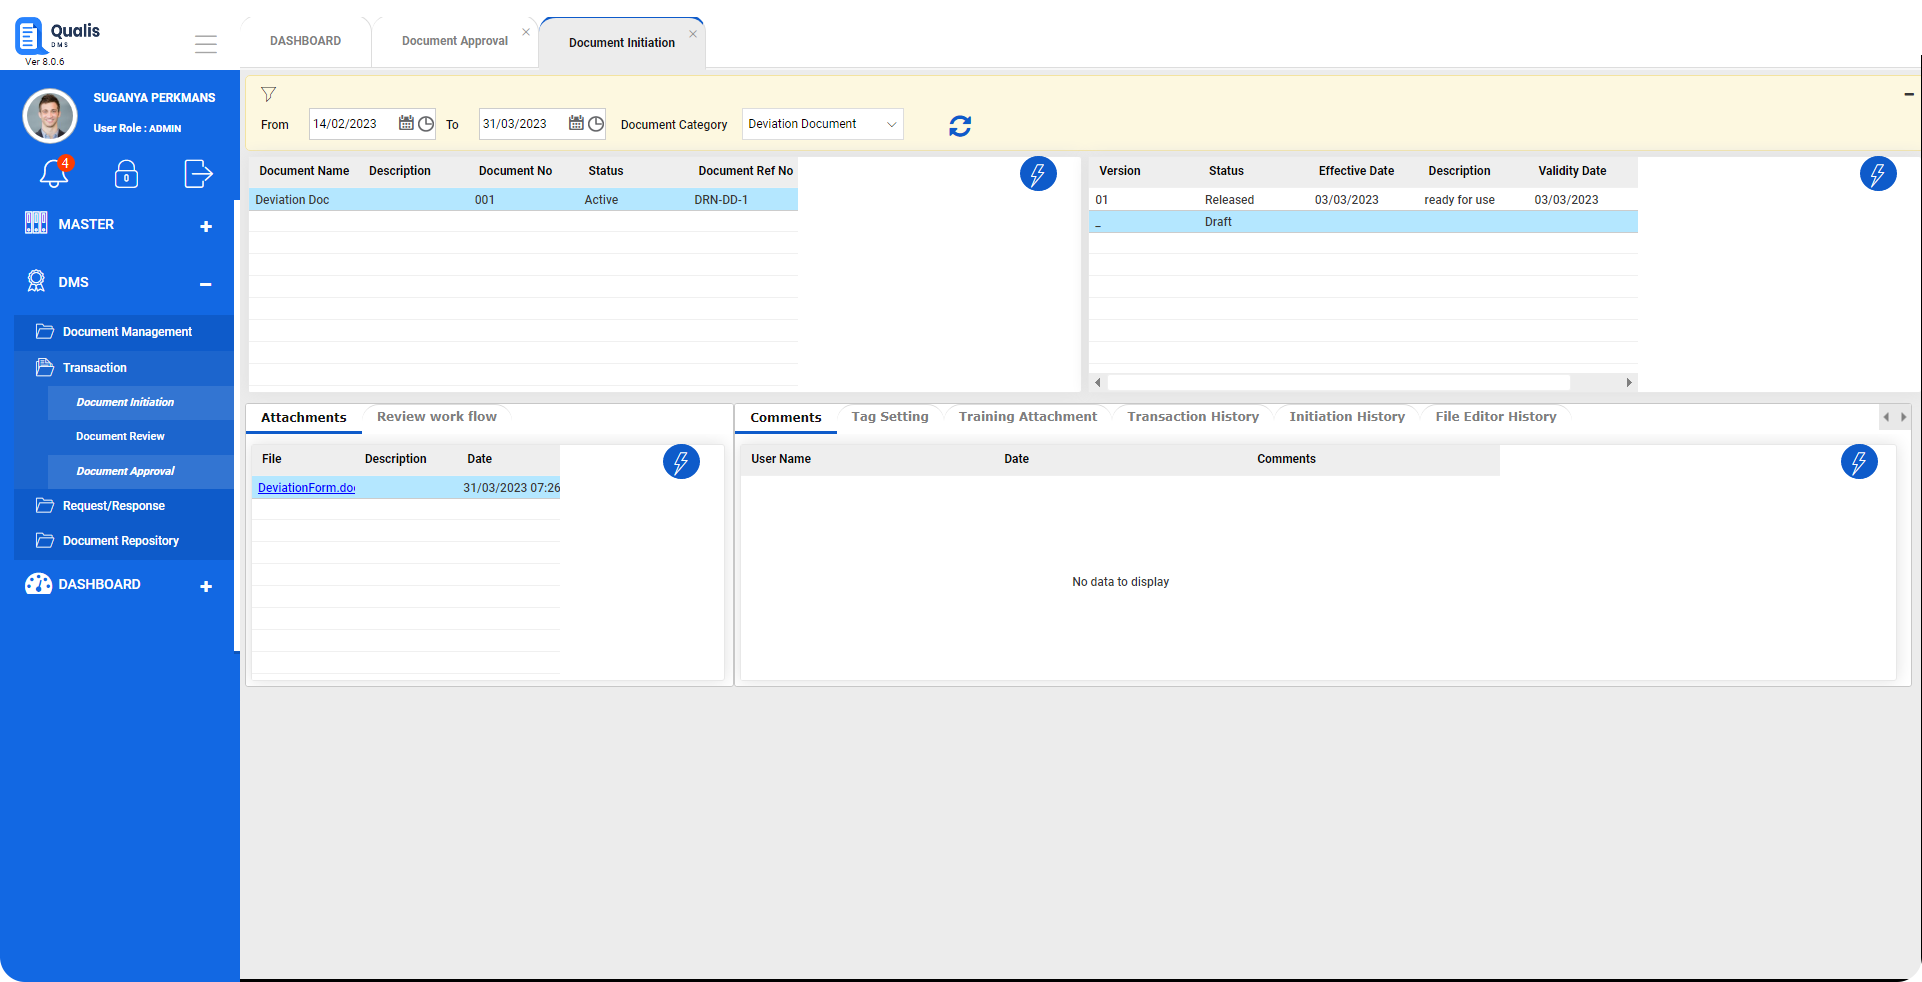 Qualis
DMS
Ver 8.0.6
DASHBOARD
Document Approval
Document Initiation
SUGANYA PERKMANS
User Role : ADMIN
4
0
MASTER
DMS
Document Management
Transaction
Document Initiation
Document Review
Document Approval
Request/Response
Document Repository
DASHBOARD
From 14/02/2023 To 31/03/2023 Document Category Deviation Document
Document Name Description Document No Status Document Ref No
Deviation Doc 001 Active DRN-DD-1
Version Status Effective Date Description Validity Date
01 Released 03/03/2023 ready for use 03/03/2023
_ Draft
Attachments Review work flow
File Description Date
DeviationForm.do 31/03/2023 07:26
Comments Tag Setting Training Attachment Transaction History Initiation History File Editor History
User Name Date Comments
No data to display